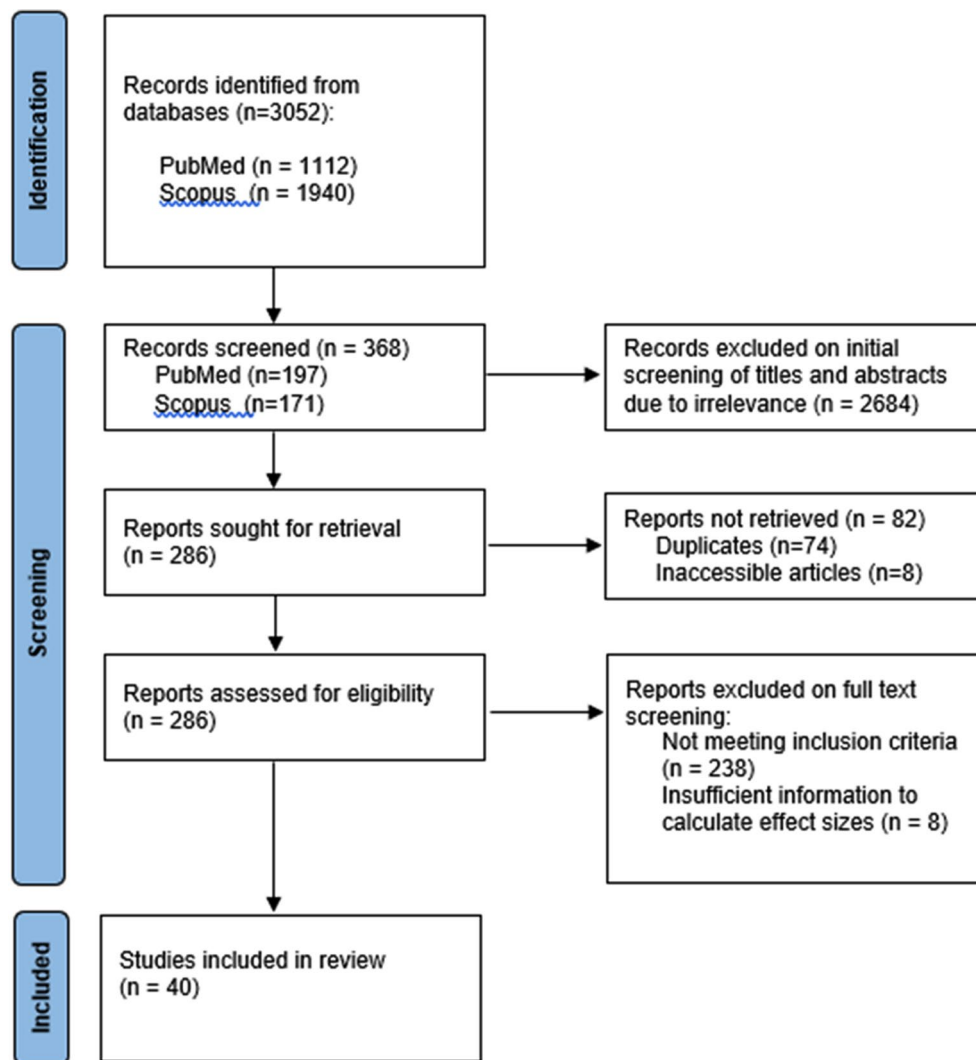 Identification
Records identified from
databases (n=3052):
PubMed (n = 1112)
Scopus (n = 1940)
Screening
Records screened (n = 368)
PubMed (n=197)
Scopus (n=171)
Records excluded on initial
screening of titles and abstracts
due to irrelevance (n = 2684)
Reports sought for retrieval
(n = 286)
Reports not retrieved (n = 82)
Duplicates (n=74)
Inaccessible articles (n=8)
Reports assessed for eligibility
(n = 286)
Reports excluded on full text
screening:
Not meeting inclusion criteria
(n = 238)
Insufficient information to
calculate effect sizes (n = 8)
Included
Studies included in review
(n = 40)